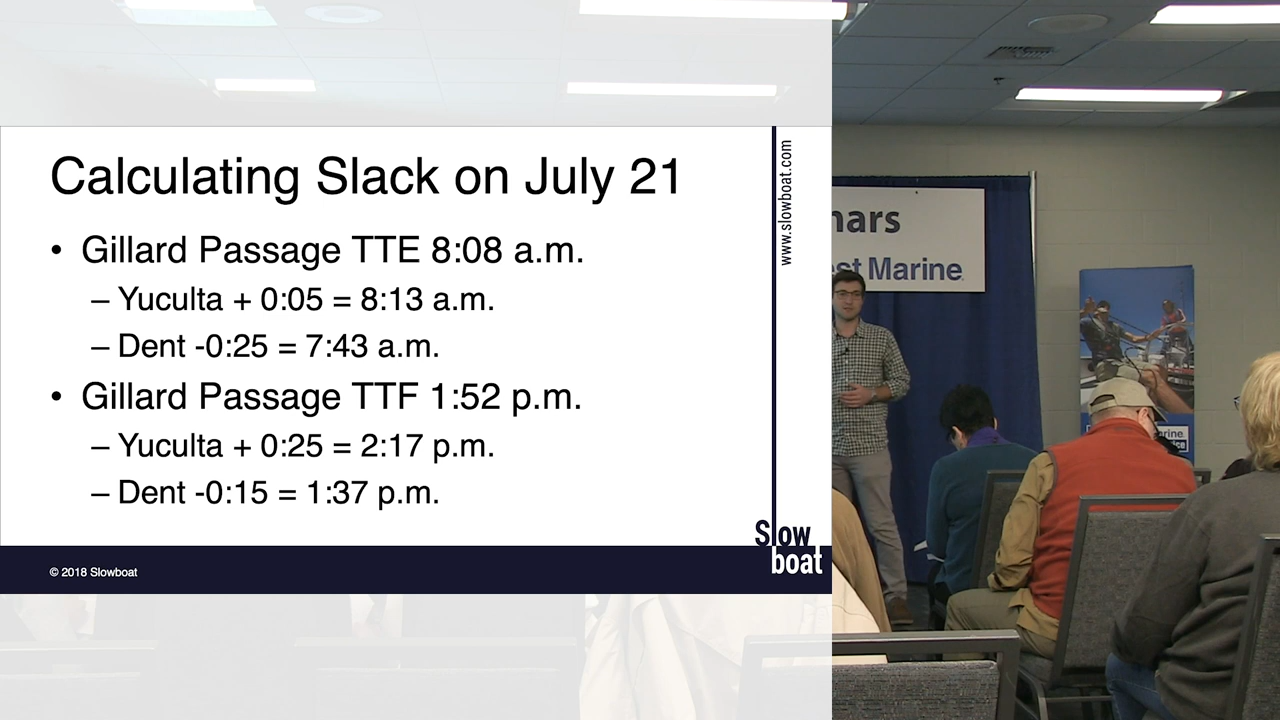 Calculating Slack on July 21
• Gillard Passage TTE 8:08 a.m.
– Yuculta + 0:05 = 8:13 a.m.
– Dent -0:25 = 7:43 a.m.
• Gillard Passage TTF 1:52 p.m.
– Yuculta + 0:25 = 2:17 p.m.
– Dent -0:15 = 1:37 p.m.
www.slowboat.com
Slow
boat
© 2018 Slowboat
nars
est Marine